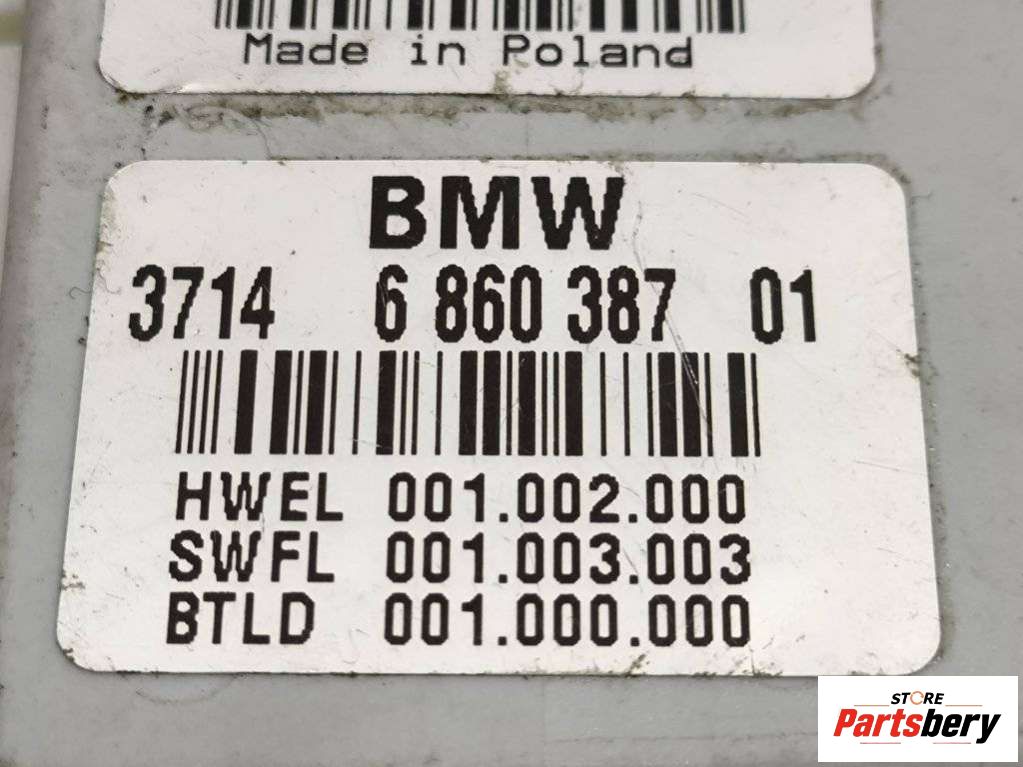 Made in Poland
BMW
3714 6 860 387 01
HWEL 001.002.000
SWFL 001.003.003
BTLD 001.000.000
STORE
Partsbery